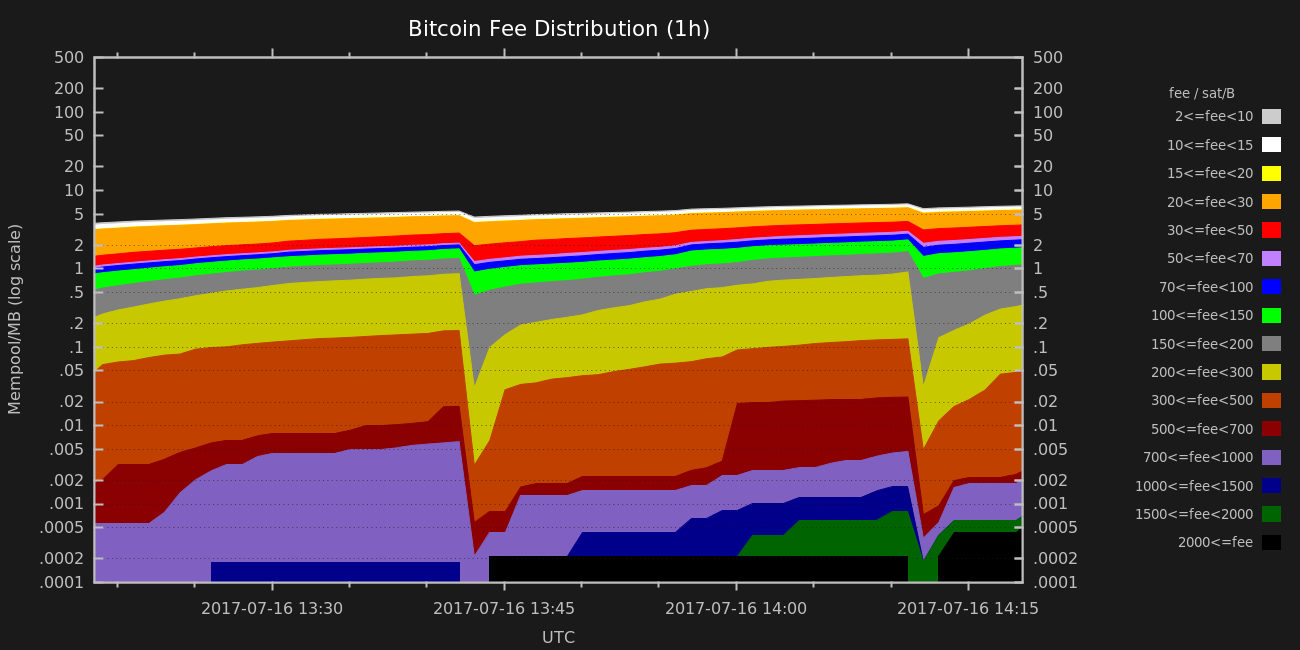 Bitcoin Fee Distribution (1h)
500
200
100
50
20
10
5
2
1
.5
.2
.1
.05
.02
.01
.005
.002
.001
.0005
.0002
.0001
Mempool/MB (log scale)
500
200
100
50
20
10
5
2
1
.5
.2
.1
.05
.02
.01
.005
.002
.001
.0005
.0002
.0001
2017-07-16 13:30
2017-07-16 13:45
2017-07-16 14:00
2017-07-16 14:15
UTC
fee / sat/B
2<=fee<10
10<=fee<15
15<=fee<20
20<=fee<30
30<=fee<50
50<=fee<70
70<=fee<100
100<=fee<150
150<=fee<200
200<=fee<300
300<=fee<500
500<=fee<700
700<=fee<1000
1000<=fee<1500
1500<=fee<2000
2000<=fee